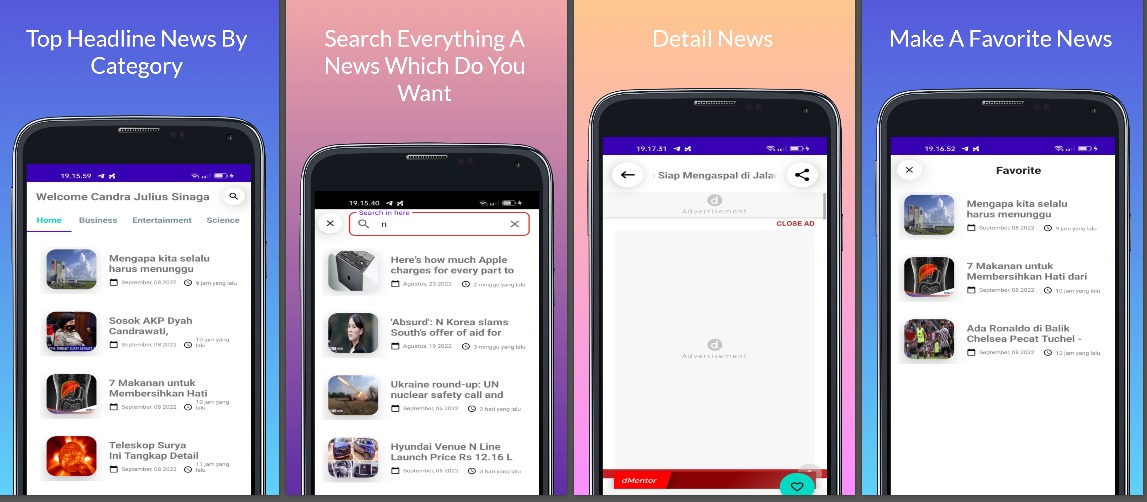 Top Headline News By
Category
19.15.59
Welcome Candra Julius Sinaga
Home Business Entertainment Science
Mengapa kita selalu
harus menunggu
September, 08 2022 9 jam yang lalu
Sosok AKP Dyah
Candrawati,
September, 08 2022 10 jam yang
lalu
7 Makanan untuk
Membersihkan Hati
September, 08 2022 10 jam yang
lalu
Teleskop Surya
Ini Tangkap Detail
September, 08 2022 11 jam yang
lalu
Search Everything A
News Which Do You
Want
19.15.40
Search in here
n
Here's how much Apple
charges for every part to
Agustus, 23 2022 2 minggu yang lalu
'Absurd': N Korea slams
South's offer of aid for
Agustus, 19 2022 3 minggu yang lalu
Ukraine round-up: UN
nuclear safety call and
September, 06 2022 2 hari yang lalu
Hyundai Venue N Line
Launch Price Rs 12.16 L
September, 06 2022 3 hari yang lalu
Detail News
19.17.31
Siap Mengaspal di Jalan
d
Advertisement
CLOSE AD
d
Advertisement
dMentor
Make A Favorite News
19.16.52
Favorite
Mengapa kita selalu
harus menunggu
September, 08 2022 9 jam yang lalu
7 Makanan untuk
Membersihkan Hati dari
September, 08 2022 10 jam yang lalu
Ada Ronaldo di Balik
Chelsea Pecat Tuchel -
September, 08 2022 12 jam yang lalu